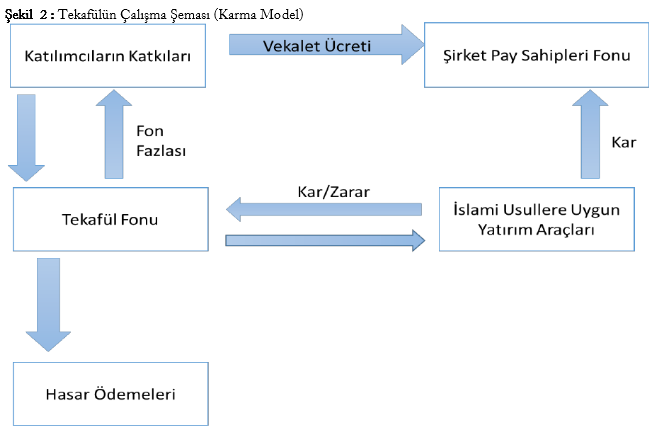 Şekil 2 : Tekafülün Çalışma Şeması (Karma Model)
Katılımcıların Katkıları
Vekalet Ücreti
Şirket Pay Sahipleri Fonu
Fon
Fazlası
Kar
Tekafül Fonu
Kar/Zarar
İslami Usullere Uygun
Yatırım Araçları
Hasar Ödemeleri